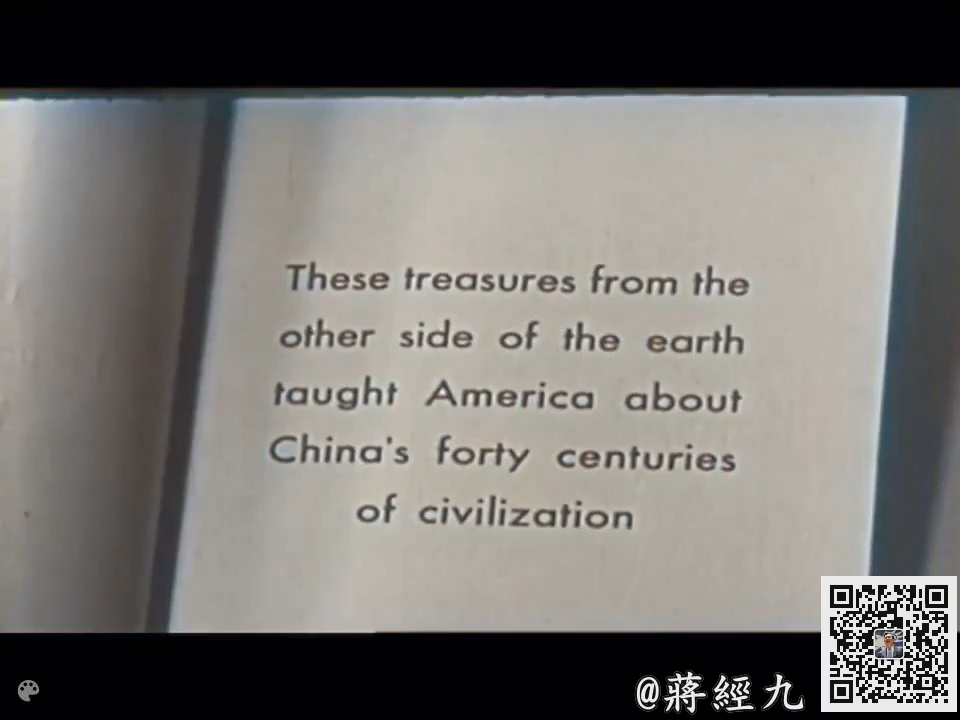 These treasures from the
other side of the earth
taught America about
China's forty centuries
of civilization
@蔣經九